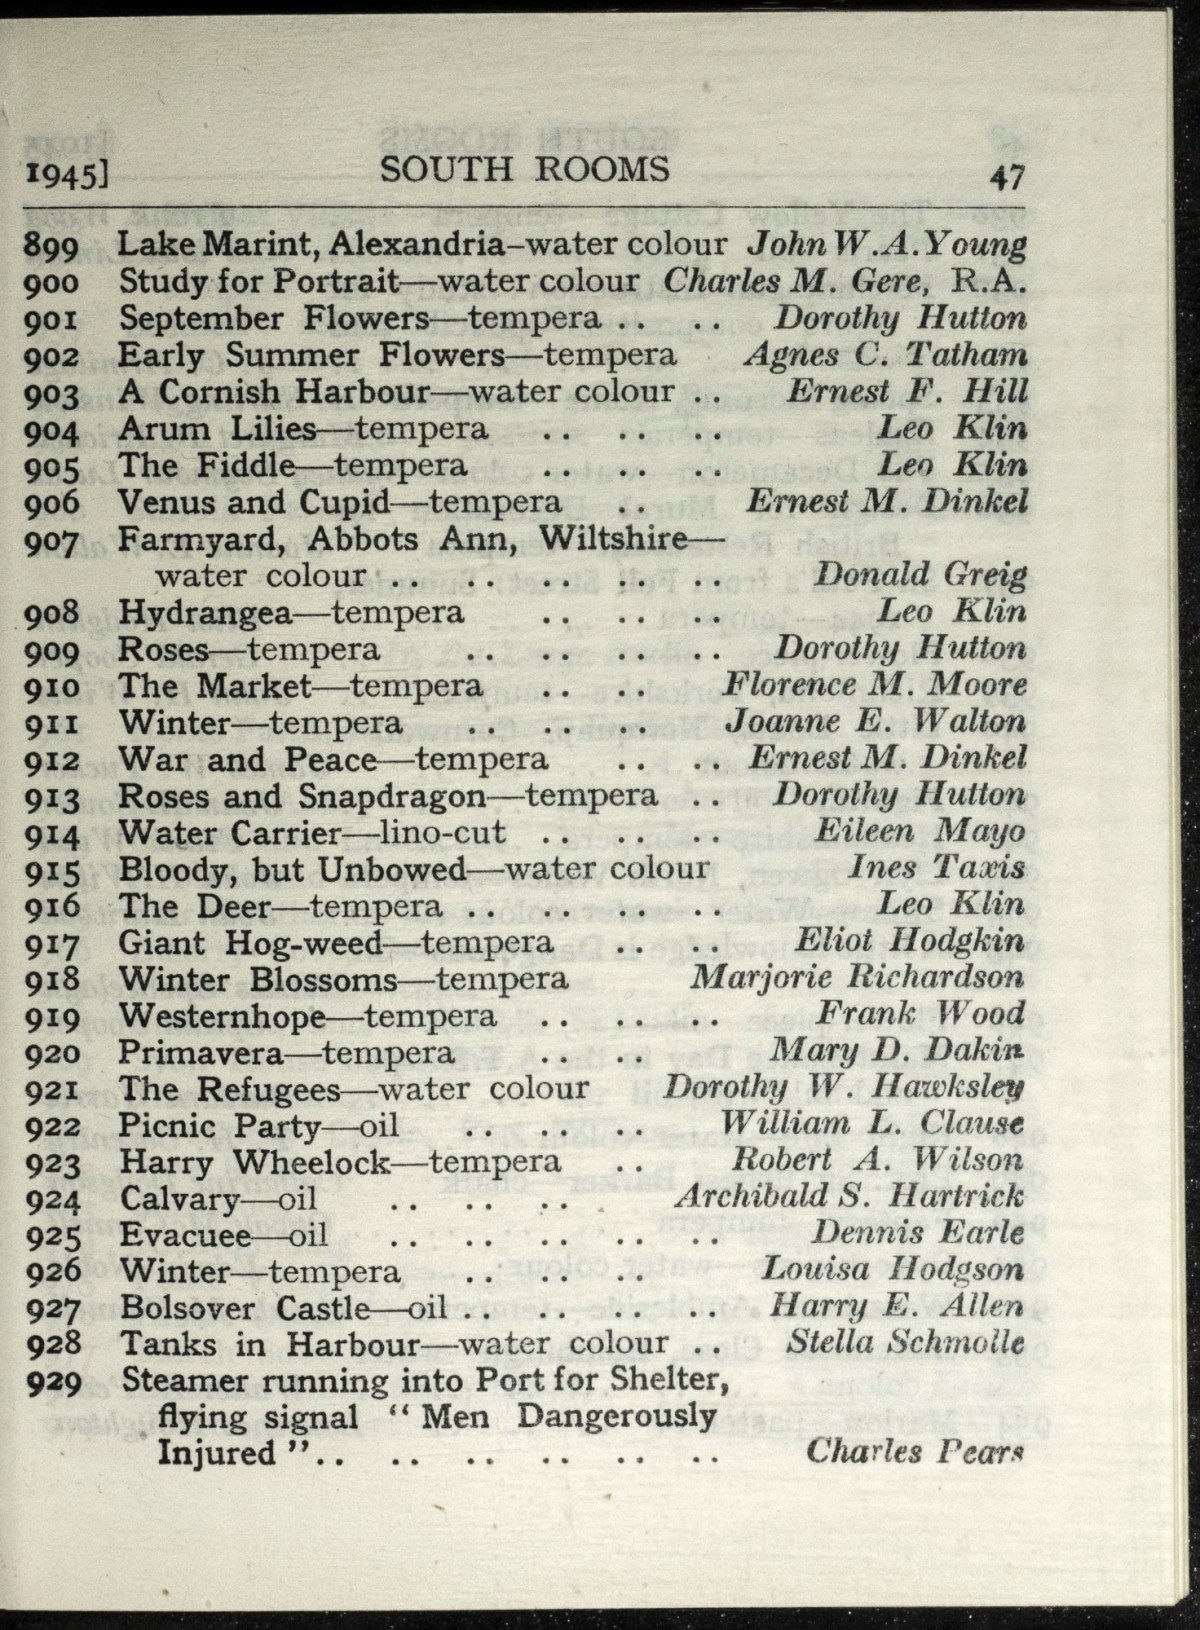 1945] SOUTH ROOMS 47
899 Lake Marint, Alexandria–water colour John W. A. Young
900 Study for Portrait—water colour Charles M. Gere, R.A.
901 September Flowers—tempera .. .. Dorothy Hutton
902 Early Summer Flowers—tempera Agnes C. Tatham
903 A Cornish Harbour—water colour .. Ernest F. Hill
904 Arum Lilies—tempera .. .. .. Leo Klin
905 The Fiddle—tempera .. .. .. Leo Klin
906 Venus and Cupid—tempera .. Ernest M. Dinkel
907 Farmyard, Abbots Ann, Wiltshire—
water colour .. .. .. .. .. Donald Greig
908 Hydrangea—tempera .. .. .. Leo Klin
909 Roses—tempera .. .. .. .. Dorothy Hutton
910 The Market—tempera .. .. Florence M. Moore
911 Winter—tempera .. .. .. Joanne E. Walton
912 War and Peace—tempera .. .. Ernest M. Dinkel
913 Roses and Snapdragon—tempera .. Dorothy Hutton
914 Water Carrier—lino-cut .. .. .. Eileen Mayo
915 Bloody, but Unbowed—water colour Ines Taxis
916 The Deer—tempera .. .. .. .. Leo Klin
917 Giant Hog-weed—tempera .. .. Eliot Hodgkin
918 Winter Blossoms—tempera Marjorie Richardson
919 Westernhope—tempera .. .. .. Frank Wood
920 Primavera—tempera .. .. Mary D. Dakin
921 The Refugees—water colour Dorothy W. Hawksley
922 Picnic Party—oil .. .. .. William L. Clause
923 Harry Wheelock—tempera .. Robert A. Wilson
924 Calvary—oil .. .. .. . Archibald S. Hartrick
925 Evacuee—oil .. .. .. .. .. Dennis Earle
926 Winter—tempera .. .. .. Louisa Hodgson
927 Bolsover Castle—oil .. .. .. .. Harry E. Allen
928 Tanks in Harbour—water colour .. Stella Schmolle
929 Steamer running into Port for Shelter,
flying signal “ Men Dangerously
Injured ” .. .. .. .. .. .. Charles Pears